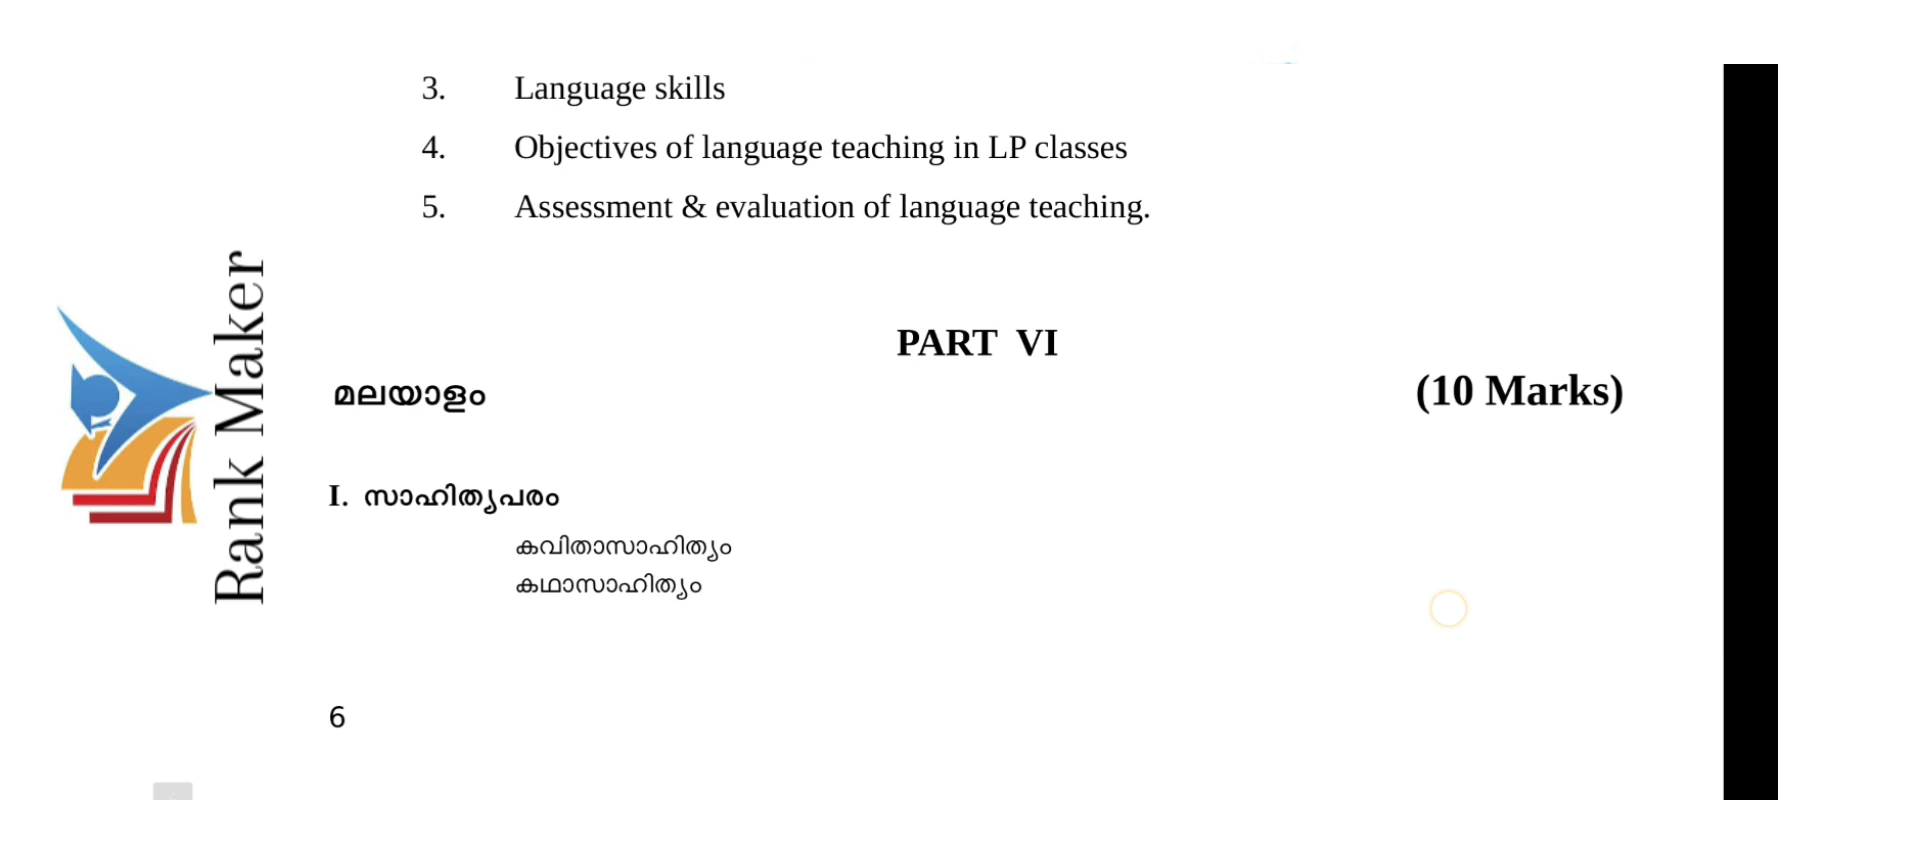 3. Language skills
4. Objectives of language teaching in LP classes
5. Assessment & evaluation of language teaching.
Rank Maker
PART VI
മലയാളം (10 Marks)
I. സാഹിത്യപരം
കവിതാസാഹിത്യം
കഥാസാഹിത്യം
6